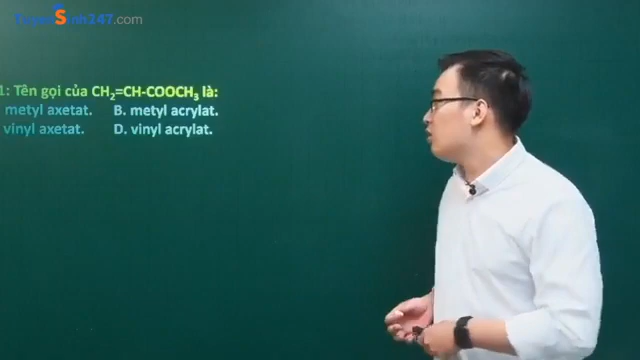 TuyenSinh247.com
1: Tên gọi của CH₂=CH-COOCH₃ là:
metyl axetat. B. metyl acrylat.
vinyl axetat. D. vinyl acrylat.